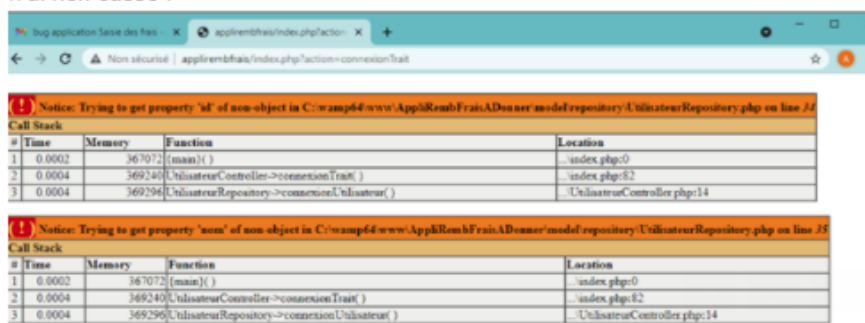 bug application Saisie des frais -
applirembfrais/index.php?action=
Non sécurisé | applirembfrais/index.php?action=connexionTrait
( ! ) Notice: Trying to get property 'id' of non-object in C:\wamp64\www\AppliRembFraisADonner\model\repository\UtilisateurRepository.php on line 34
Call Stack
# Time Memory Function Location
1 0.0002 367072 {main}( ) ...\index.php:0
2 0.0004 369240 UtilisateurController->connexionTrait( ) ...\index.php:82
3 0.0004 369296 UtilisateurRepository->connexionUtilisateur( ) ...\UtilisateurController.php:14
( ! ) Notice: Trying to get property 'nom' of non-object in C:\wamp64\www\AppliRembFraisADonner\model\repository\UtilisateurRepository.php on line 35
Call Stack
# Time Memory Function Location
1 0.0002 367072 {main}( ) ...\index.php:0
2 0.0004 369240 UtilisateurController->connexionTrait( ) ...\index.php:82
3 0.0004 369296 UtilisateurRepository->connexionUtilisateur( ) ...\UtilisateurController.php:14